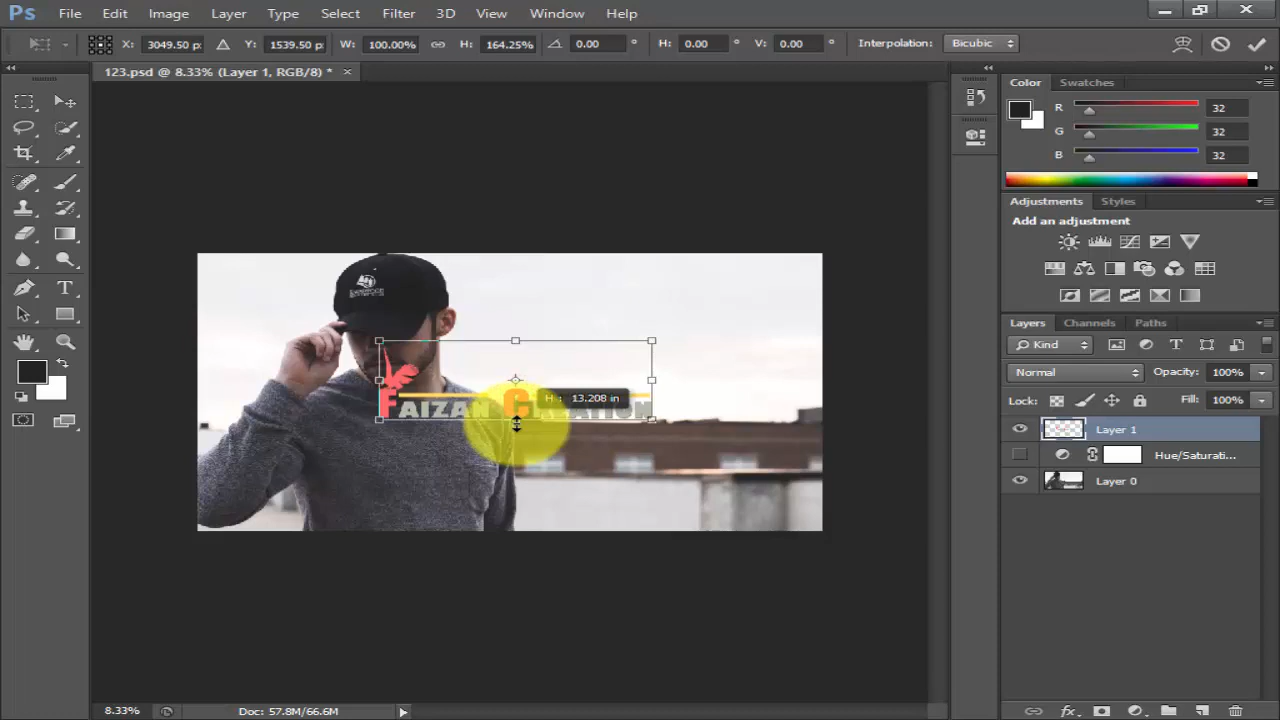 Ps File Edit Image Layer Type Select Filter 3D View Window Help
X: 3049.50 p: Y: 1539.50 p: W: 100.00% H: 164.25% 0.00 ° H: 0.00 ° V: 0.00 ° Interpolation: Bicubic
123.psd @ 8.33% (Layer 1, RGB/8) * ×
Color Swatches
R 32
G 32
B 32
Adjustments Styles
Add an adjustment
Layers Channels Paths
Kind
Normal Opacity: 100%
Lock: Fill: 100%
Layer 1
Hue/Saturati...
Layer 0
H: 13.208 in
FAIZAN
8.33% Doc: 57.8M/66.6M